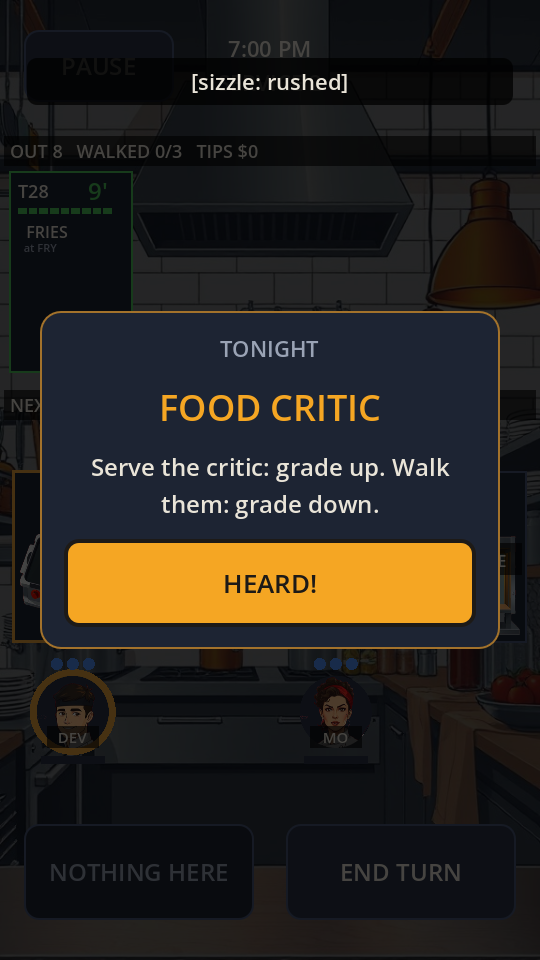 7:00 PM
PAUSE
[sizzle: rushed]
OUT 8 WALKED 0/3 TIPS $0
T28 9'
FRIES
at FRY
TONIGHT
FOOD CRITIC
Serve the critic: grade up. Walk
them: grade down.
HEARD!
DEV
MO
NOTHING HERE
END TURN